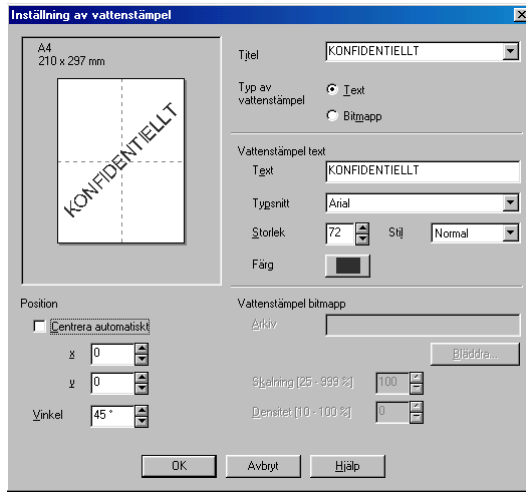 Inställning av vattenstämpel
A4
210 x 297 mm
KONFIDENTIELLT
Titel KONFIDENTIELLT
Typ av
vattenstämpel
Text
Bitmapp
Vattenstämpel text
Text KONFIDENTIELLT
Typsnitt Arial
Storlek 72 Stil Normal
Färg
Position
Centrera automatiskt
x 0
y 0
Vinkel 45 °
Vattenstämpel bitmapp
Arkiv
Bläddra...
Skalning [25 - 999 %] 100
Densitet [10 - 100 %] 0
OK Avbryt Hjälp